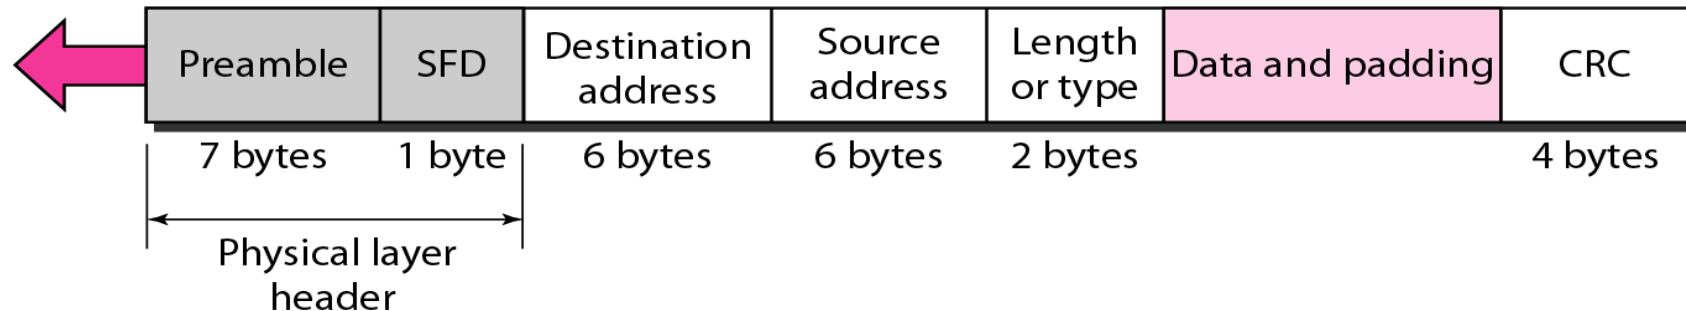 Preamble
SFD
Destination
address
Source
address
Length
or type
Data and padding
CRC
7 bytes
1 byte
6 bytes
6 bytes
2 bytes
4 bytes
Physical layer
header